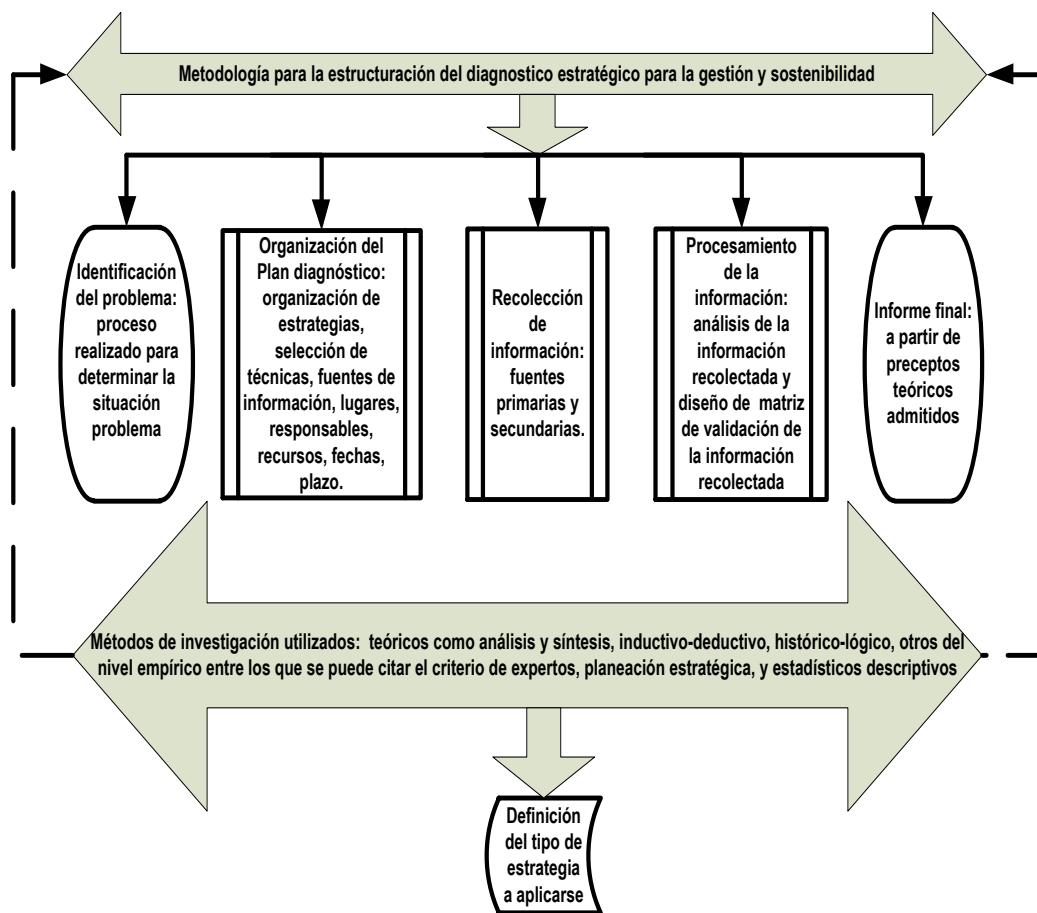 Metodología para la estructuración del diagnostico estratégico para la gestión y sostenibilidad
Identificación
del problema:
proceso
realizado para
determinar la
situación
problema
Organización del
Plan diagnóstico:
organización de
estrategias,
selección de
técnicas, fuentes de
información, lugares,
responsables,
recursos, fechas,
plazo.
Recolección
de
información:
fuentes
primarias y
secundarias.
Procesamiento
de la
información:
análisis de la
información
recolectada y
diseño de matriz
de validación de
la información
recolectada
Informe final:
a partir de
preceptos
teóricos
admitidos
Métodos de investigación utilizados: teóricos como análisis y síntesis, inductivo-deductivo, histórico-lógico, otros del
nivel empírico entre los que se puede citar el criterio de expertos, planeación estratégica, y estadísticos descriptivos
Definición
del tipo de
estrategia
a aplicarse